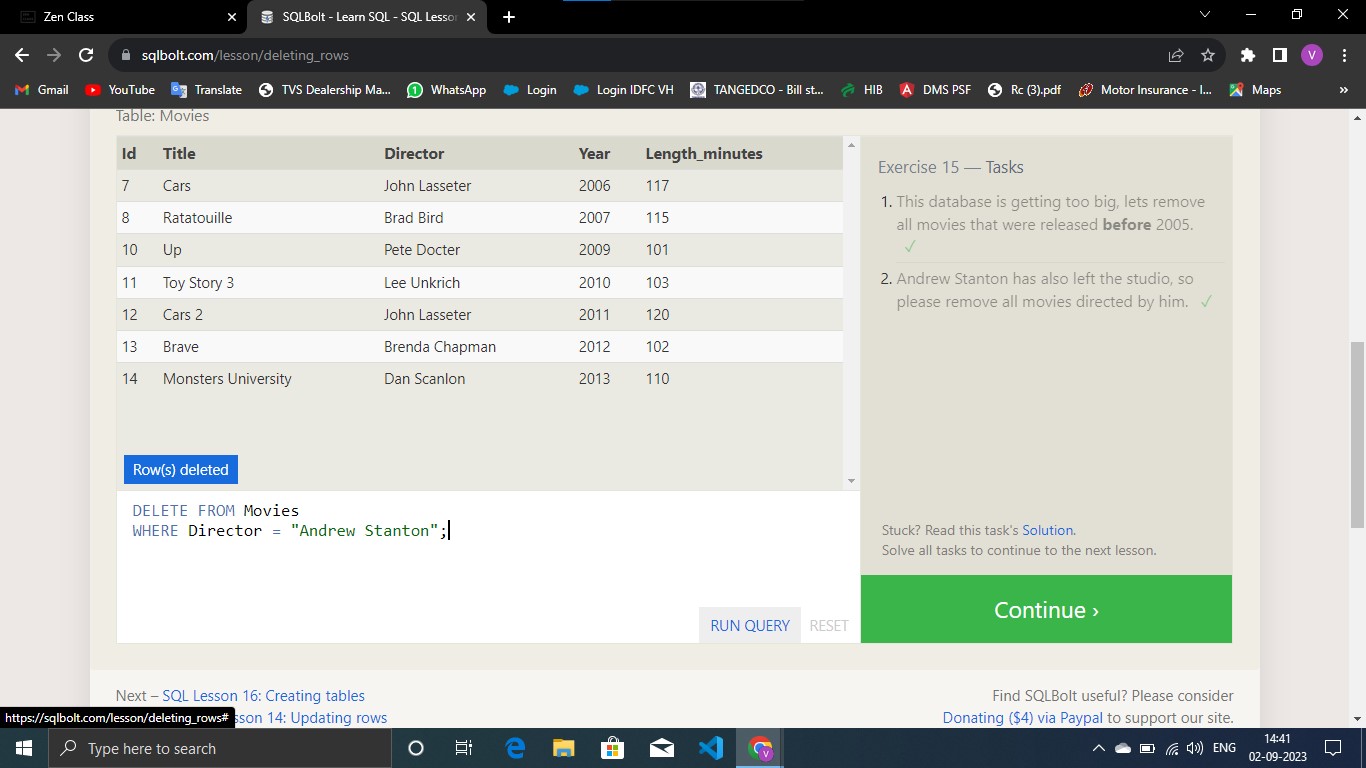 Zen Class
SQLBolt - Learn SQL - SQL Lesson
sqlbolt.com/lesson/deleting_rows
V
Gmail YouTube Translate TVS Dealership Ma... WhatsApp Login Login IDFC VH TANGEDCO - Bill st... HIB DMS PSF Rc (3).pdf Motor Insurance - I... Maps »
Table: Movies
Id Title Director Year Length_minutes
7 Cars John Lasseter 2006 117
8 Ratatouille Brad Bird 2007 115
10 Up Pete Docter 2009 101
11 Toy Story 3 Lee Unkrich 2010 103
12 Cars 2 John Lasseter 2011 120
13 Brave Brenda Chapman 2012 102
14 Monsters University Dan Scanlon 2013 110
Row(s) deleted
DELETE FROM Movies
WHERE Director = "Andrew Stanton";
RUN QUERY RESET
Exercise 15 — Tasks
1. This database is getting too big, lets remove
all movies that were released before 2005.
✓
2. Andrew Stanton has also left the studio, so
please remove all movies directed by him. ✓
Stuck? Read this task's Solution.
Solve all tasks to continue to the next lesson.
Continue ›
Next – SQL Lesson 16: Creating tables
sson 14: Updating rows
Find SQLBolt useful? Please consider
Donating ($4) via Paypal to support our site.
https://sqlbolt.com/lesson/deleting_rows#
Type here to search
ENG
14:41
02-09-2023